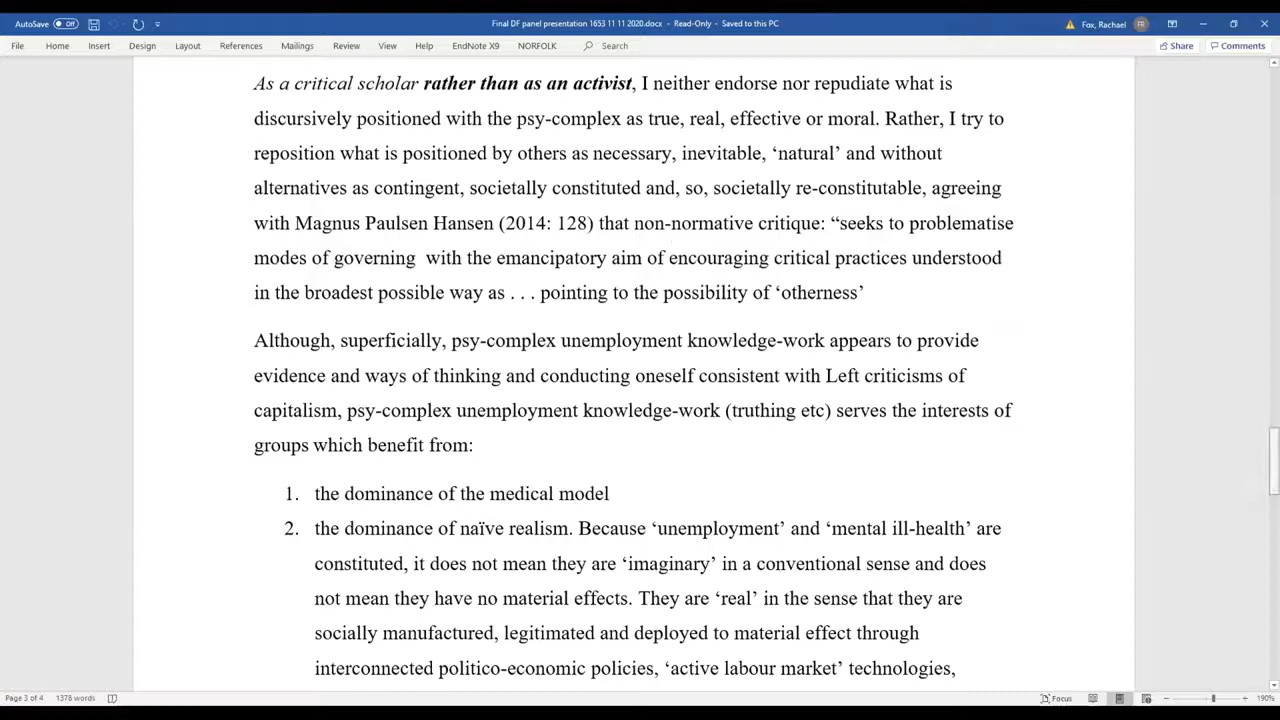 AutoSave Off Final DF panel presentation 1653 11 11 2020.docx - Read-Only - Saved to this PC Fox, Rachael FR
File Home Insert Design Layout References Mailings Review View Help EndNote X9 NORFOLK Search Share Comments
As a critical scholar rather than as an activist, I neither endorse nor repudiate what is
discursively positioned with the psy-complex as true, real, effective or moral. Rather, I try to
reposition what is positioned by others as necessary, inevitable, ‘natural’ and without
alternatives as contingent, societally constituted and, so, societally re-constitutable, agreeing
with Magnus Paulsen Hansen (2014: 128) that non-normative critique: “seeks to problematise
modes of governing with the emancipatory aim of encouraging critical practices understood
in the broadest possible way as . . . pointing to the possibility of ‘otherness’
Although, superficially, psy-complex unemployment knowledge-work appears to provide
evidence and ways of thinking and conducting oneself consistent with Left criticisms of
capitalism, psy-complex unemployment knowledge-work (truthing etc) serves the interests of
groups which benefit from:
1. the dominance of the medical model
2. the dominance of naïve realism. Because ‘unemployment’ and ‘mental ill-health’ are
constituted, it does not mean they are ‘imaginary’ in a conventional sense and does
not mean they have no material effects. They are ‘real’ in the sense that they are
socially manufactured, legitimated and deployed to material effect through
interconnected politico-economic policies, ‘active labour market’ technologies,
Page 3 of 4 1378 words Focus 190%